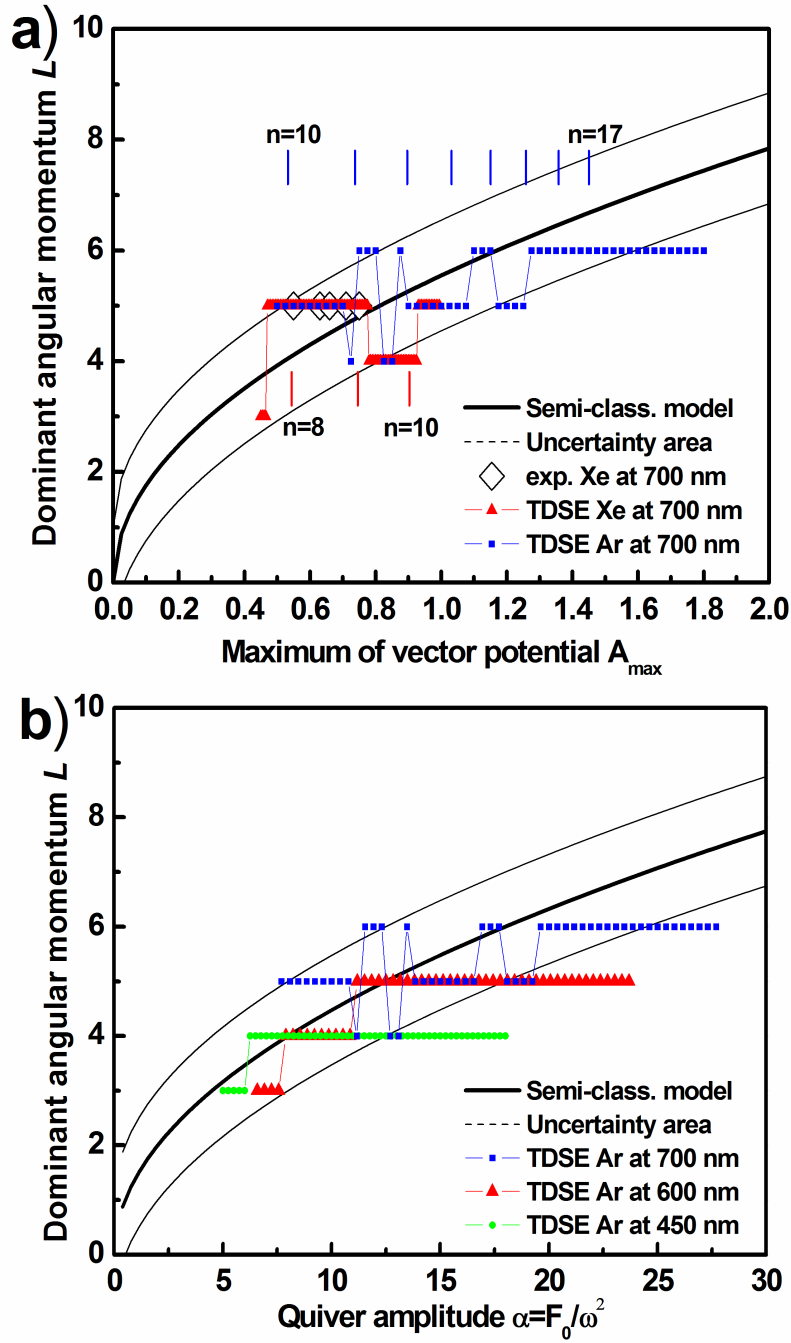 a)
10
8
6
4
2
0
Dominant angular momentum L
n=10
n=17
n=8
n=10
Semi-class. model
Uncertainty area
exp. Xe at 700 nm
TDSE Xe at 700 nm
TDSE Ar at 700 nm
0.0 0.2 0.4 0.6 0.8 1.0 1.2 1.4 1.6 1.8 2.0
Maximum of vector potential Amax
b)
10
8
6
4
2
0
Dominant angular momentum L
Semi-class. model
Uncertainty area
TDSE Ar at 700 nm
TDSE Ar at 600 nm
TDSE Ar at 450 nm
0 5 10 15 20 25 30
Quiver amplitude α=F0/ω²